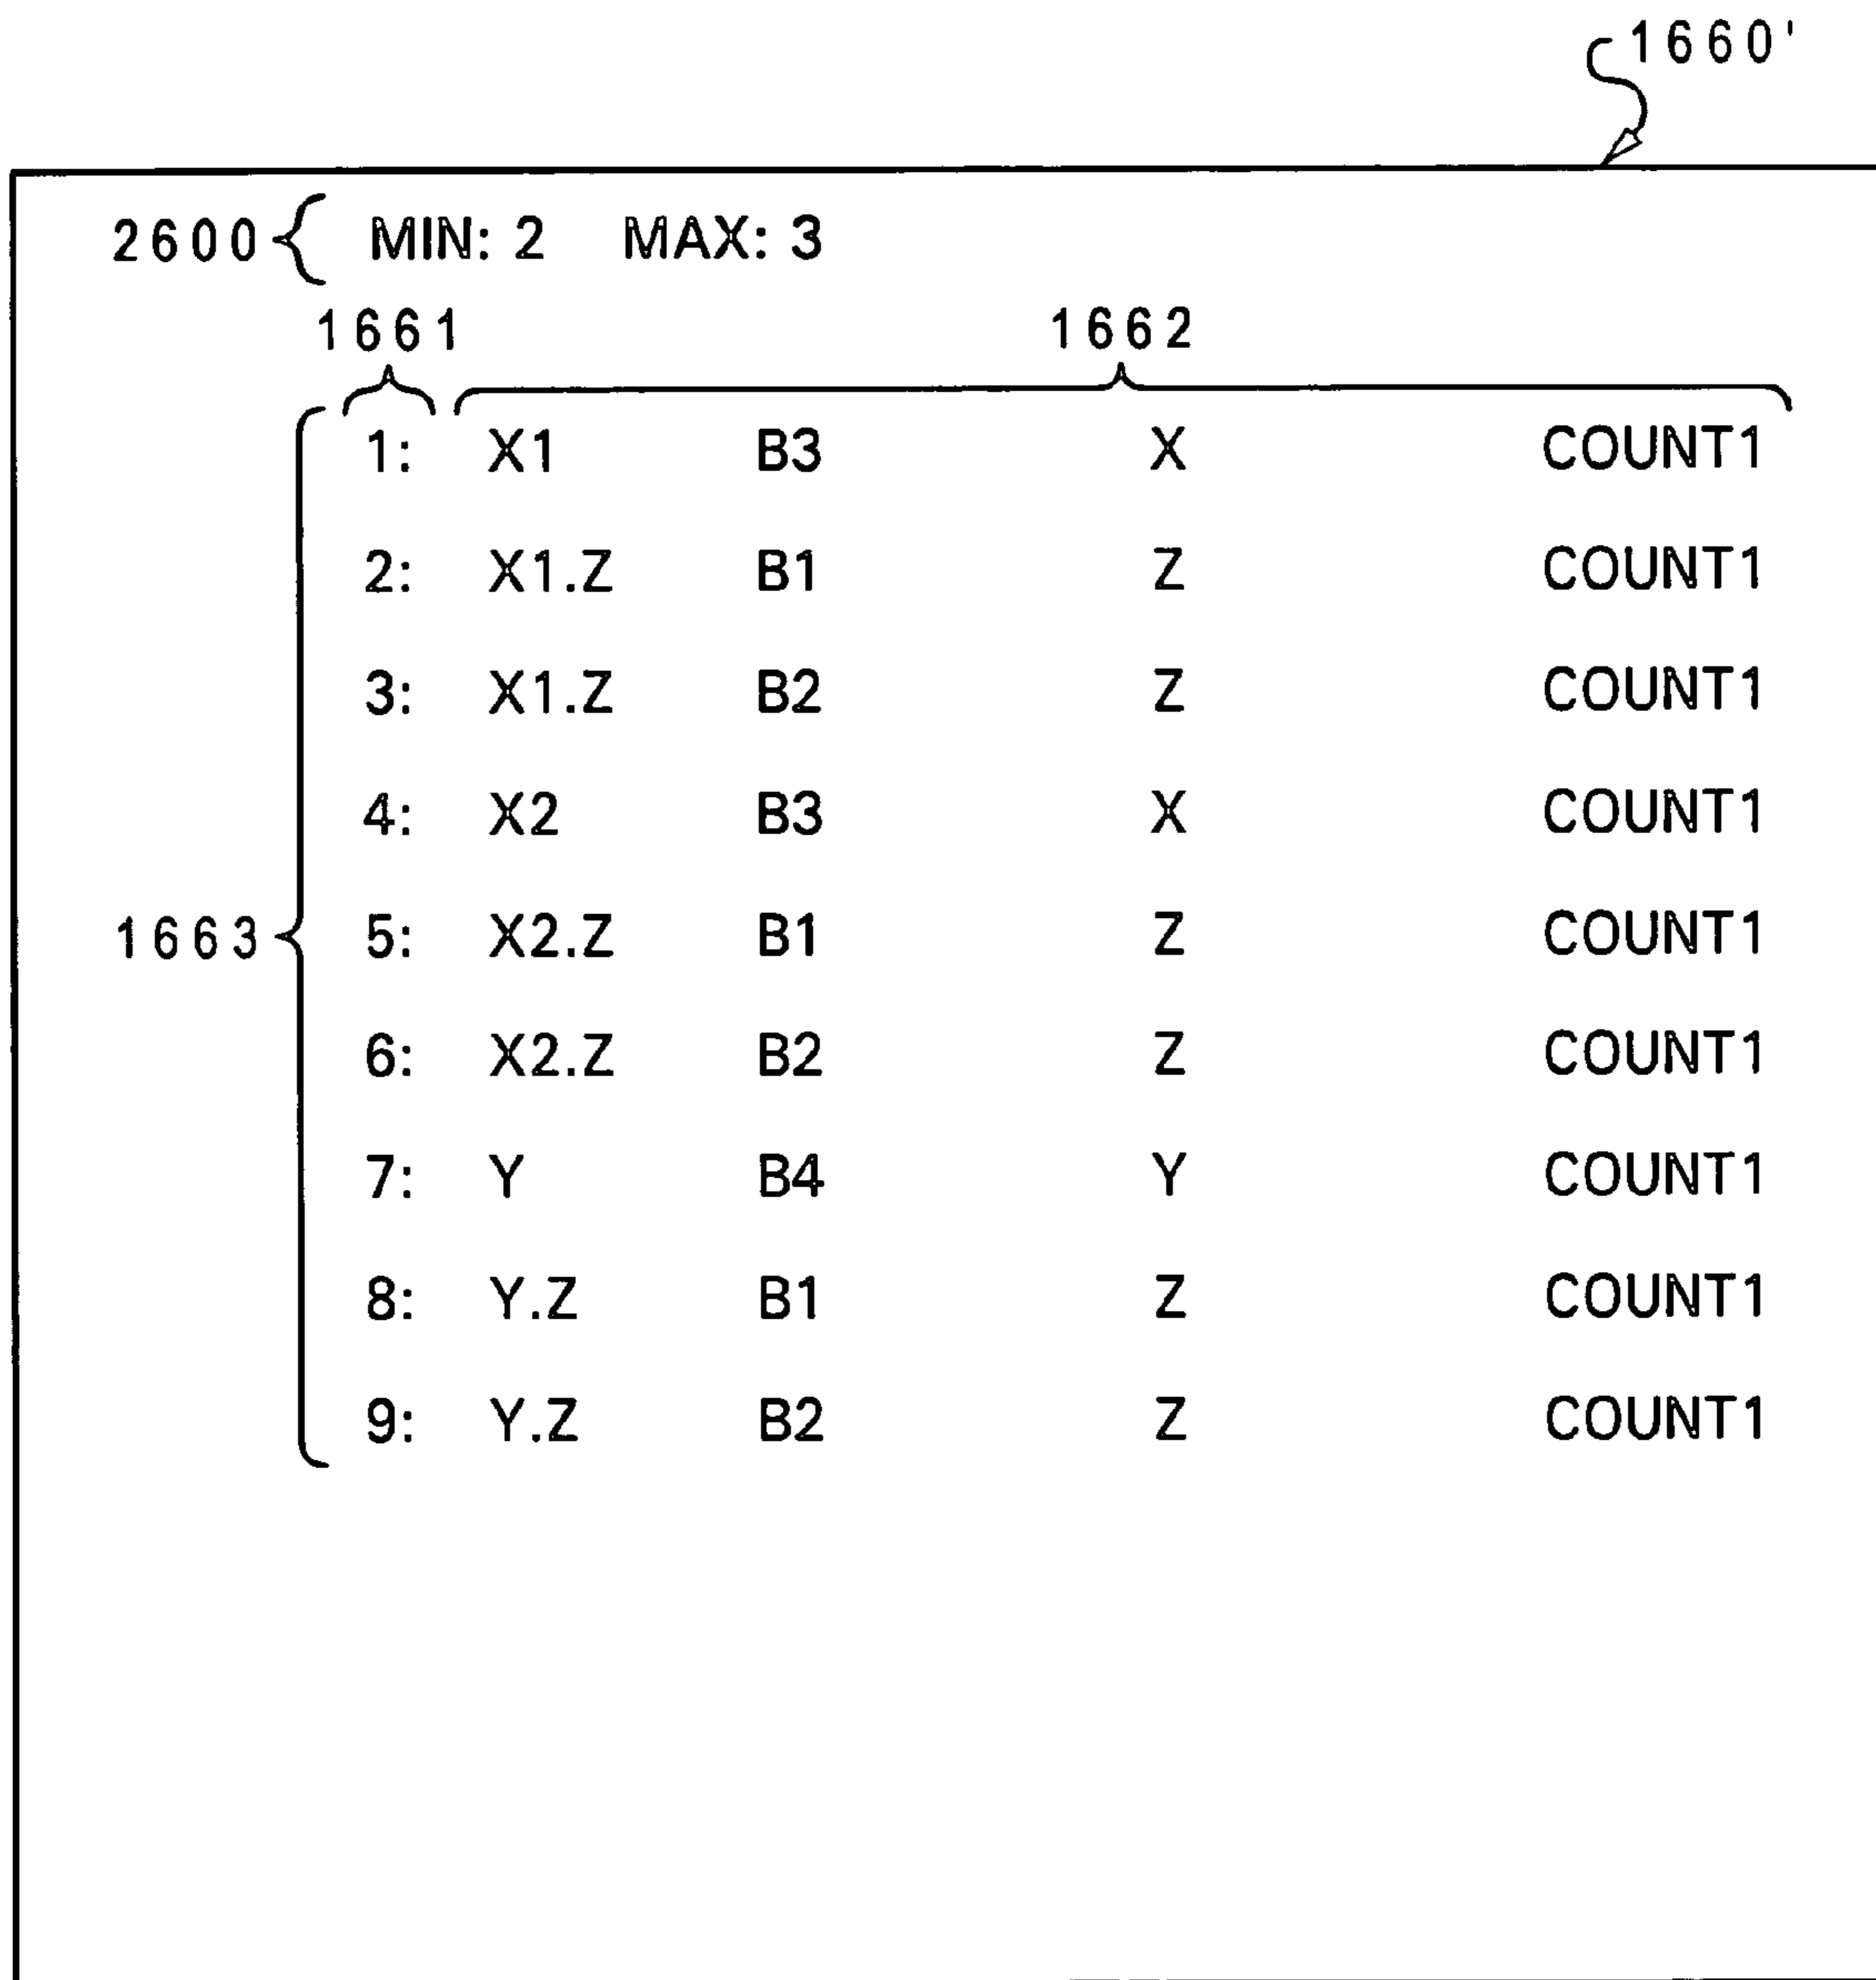 1660'
2600 MIN: 2 MAX: 3
1661 1662
1: X1 B3 X COUNT1
2: X1.Z B1 Z COUNT1
3: X1.Z B2 Z COUNT1
4: X2 B3 X COUNT1
1663 5: X2.Z B1 Z COUNT1
6: X2.Z B2 Z COUNT1
7: Y B4 Y COUNT1
8: Y.Z B1 Z COUNT1
9: Y.Z B2 Z COUNT1